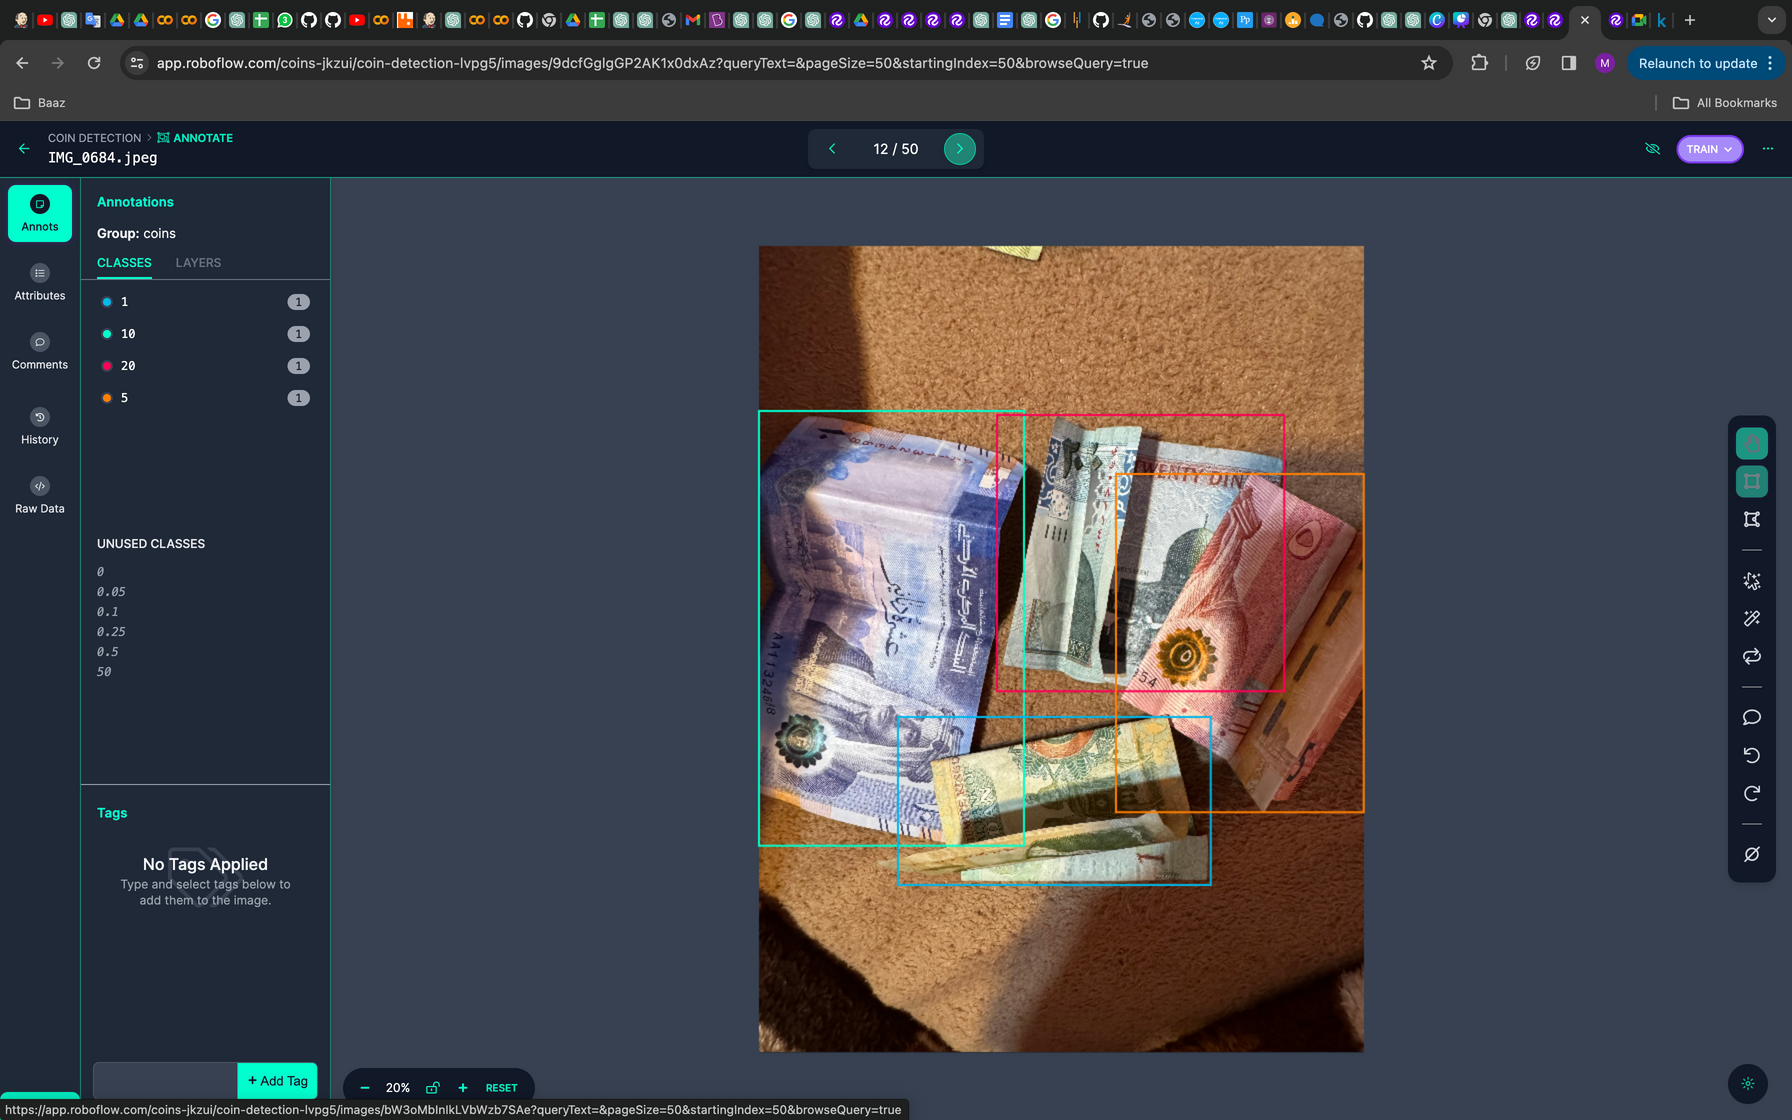 app.roboflow.com/coins-jkzui/coin-detection-lvpg5/images/9dcfGgIgGP2AK1x0dxAz?queryText=&pageSize=50&startingIndex=50&browseQuery=true
M
Relaunch to update
Baaz
All Bookmarks
COIN DETECTION > ANNOTATE
IMG_0684.jpeg
12 / 50
TRAIN
Annots
Attributes
Comments
History
Raw Data
Annotations
Group: coins
CLASSES LAYERS
1 1
10 1
20 1
5 1
UNUSED CLASSES
0
0.05
0.1
0.25
0.5
50
Tags
No Tags Applied
Type and select tags below to
add them to the image.
+ Add Tag
TWENTY DIN
54
20% RESET
https://app.roboflow.com/coins-jkzui/coin-detection-lvpg5/images/bW3oMbInIkLVbWzb7SAe?queryText=&pageSize=50&startingIndex=50&browseQuery=true